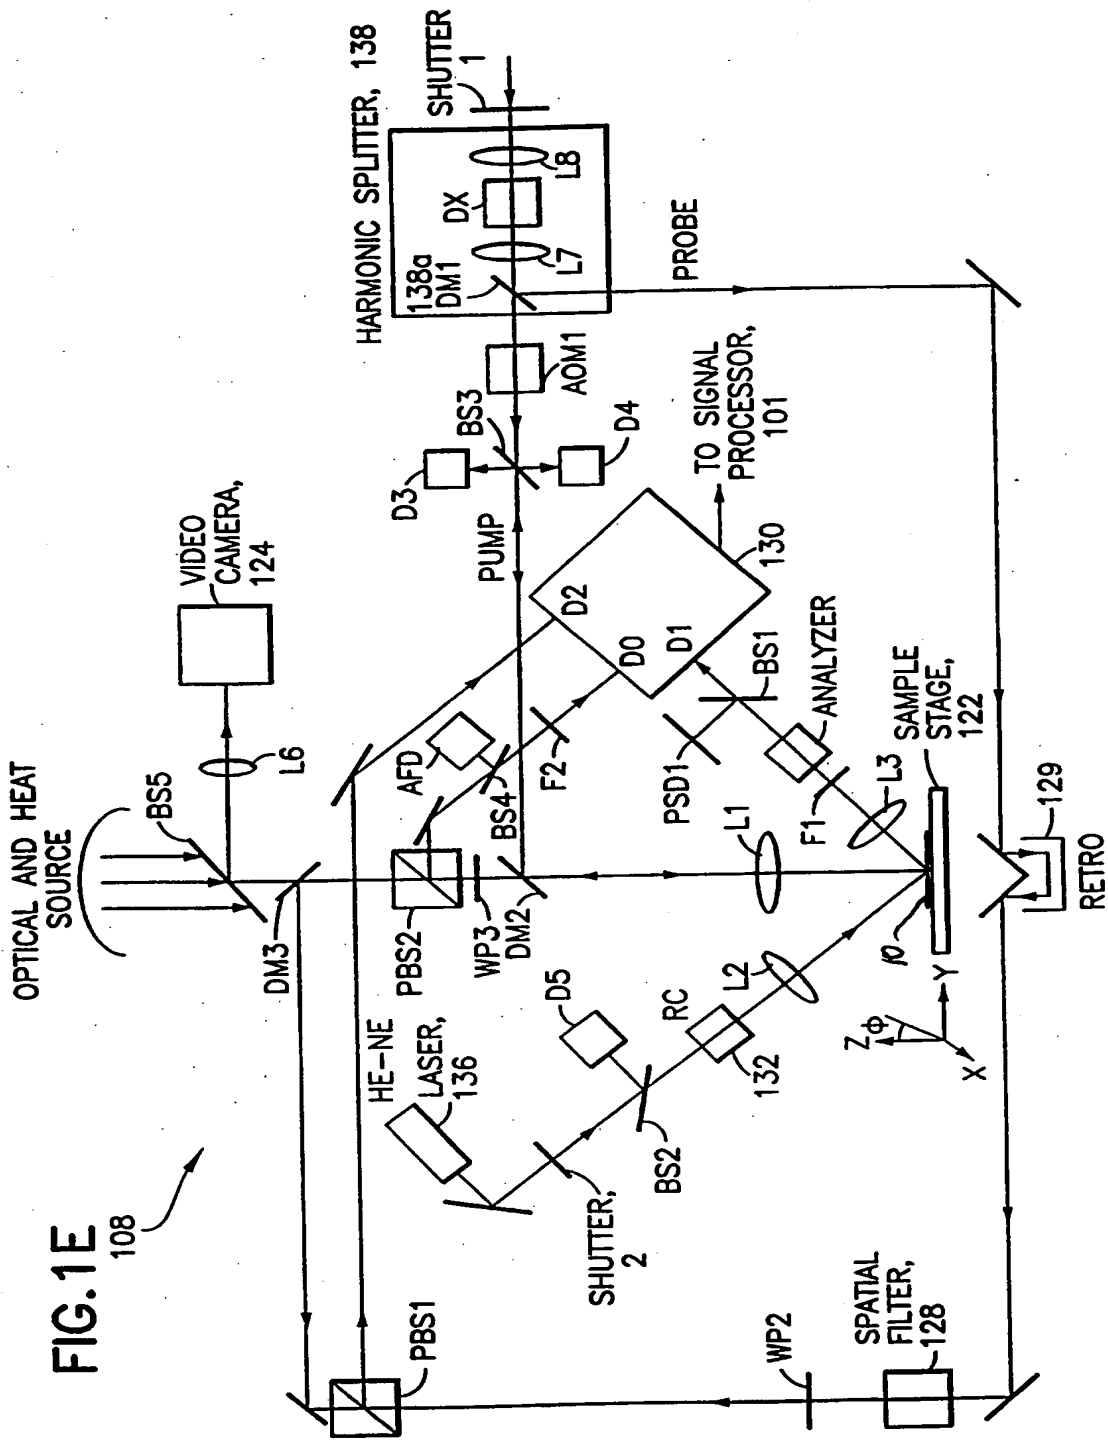 FIG.1E
108
OPTICAL AND HEAT
SOURCE
BS5
VIDEO
CAMERA,
124
L6
DM3
HARMONIC SPLITTER, 138
SHUTTER
1
138a
DM1
DX
L7
L8
AOM1
BS3
D3
D4
PUMP
PROBE
TO SIGNAL
PROCESSOR,
101
130
D2
D0
D1
AFD
BS4
F2
PBS2
WP3
DM2
PSD1
BS1
ANALYZER
F1
L3
L1
SAMPLE
STAGE,
122
10
129
RETRO
HE-NE
LASER,
136
D5
SHUTTER,
2
BS2
RC
132
L2
Z
Φ
Y
X
PBS1
WP2
SPATIAL
FILTER,
128